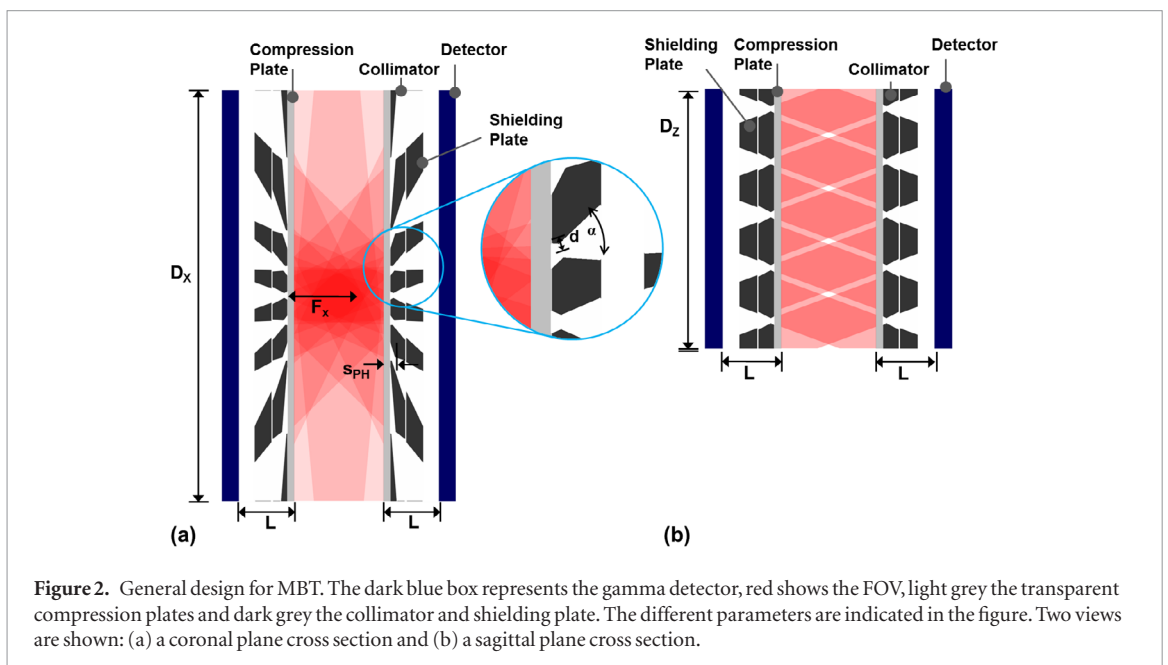 Compression
Plate
Collimator
Detector
Shielding
Plate
D_X
F_x
S_PH
d
α
L
L
(a)
Shielding
Plate
Compression
Plate
Collimator
Detector
D_Z
L
L
(b)
Figure 2. General design for MBT. The dark blue box represents the gamma detector, red shows the FOV, light grey the transparent
compression plates and dark grey the collimator and shielding plate. The different parameters are indicated in the figure. Two views
are shown: (a) a coronal plane cross section and (b) a sagittal plane cross section.